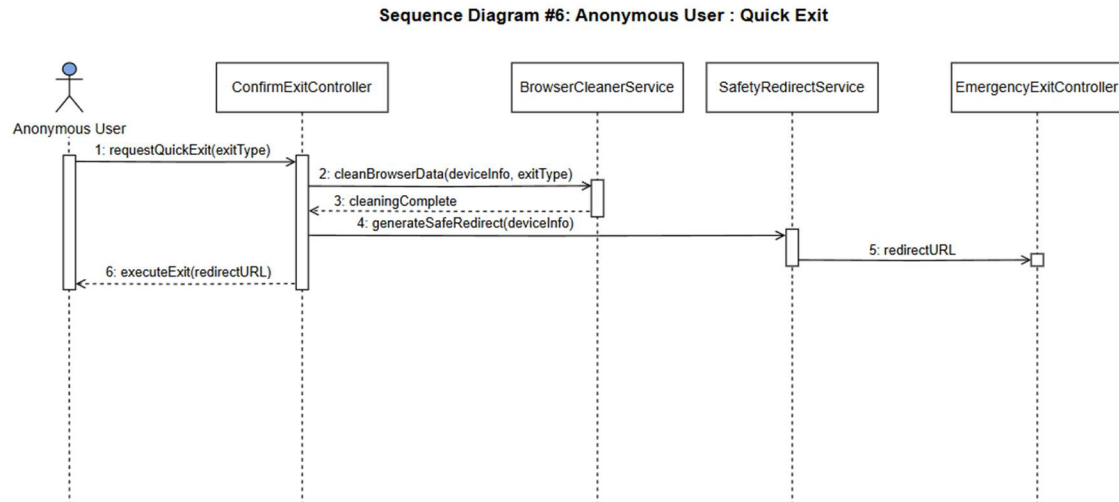 Sequence Diagram #6: Anonymous User : Quick Exit
Anonymous User
ConfirmExitController
BrowserCleanerService
SafetyRedirectService
EmergencyExitController
1: requestQuickExit(exitType)
2: cleanBrowserData(deviceInfo, exitType)
3: cleaningComplete
4: generateSafeRedirect(deviceInfo)
5: redirectURL
6: executeExit(redirectURL)